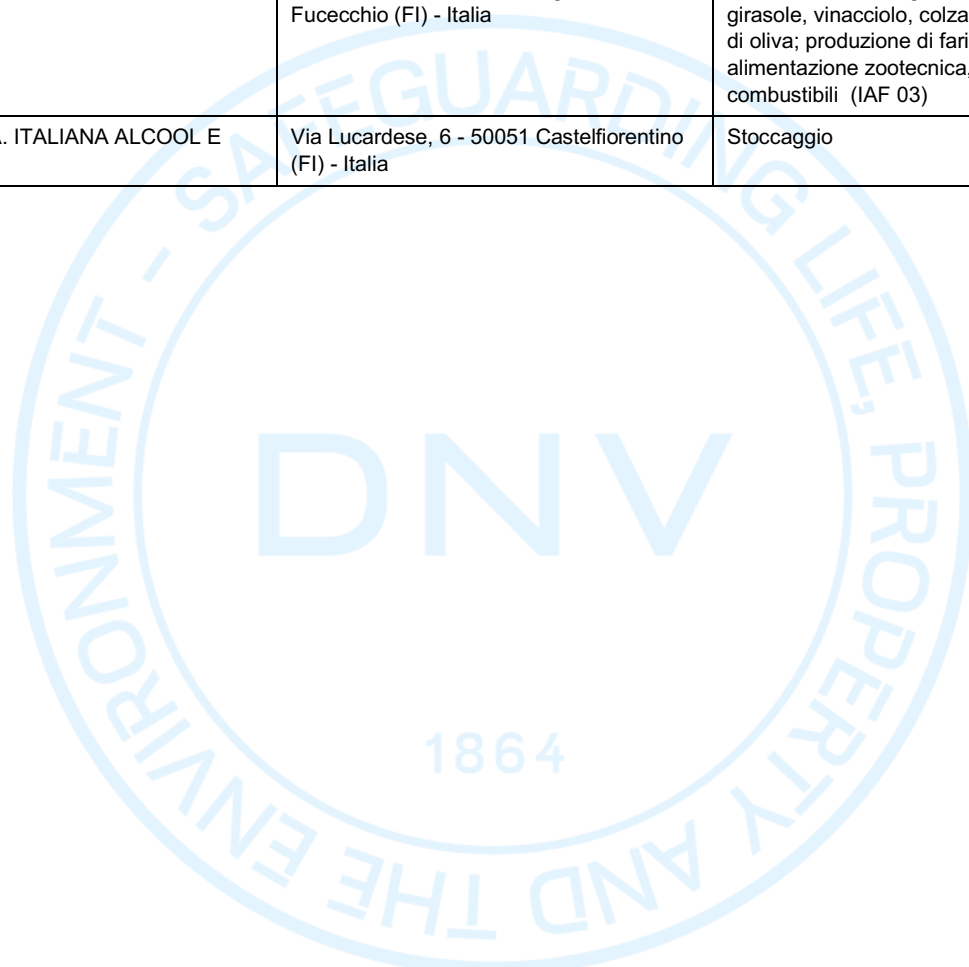 Fucecchio (FI) - Italia
girasole, vinacciolo, colza
di oliva; produzione di fari
alimentazione zootecnica,
combustibili (IAF 03)
. ITALIANA ALCOOL E
Via Lucardese, 6 - 50051 Castelfiorentino
(FI) - Italia
Stoccaggio
SAFEGUARDING LIFE, PROPERTY AND THE ENVIRONMENT -
DNV
1864